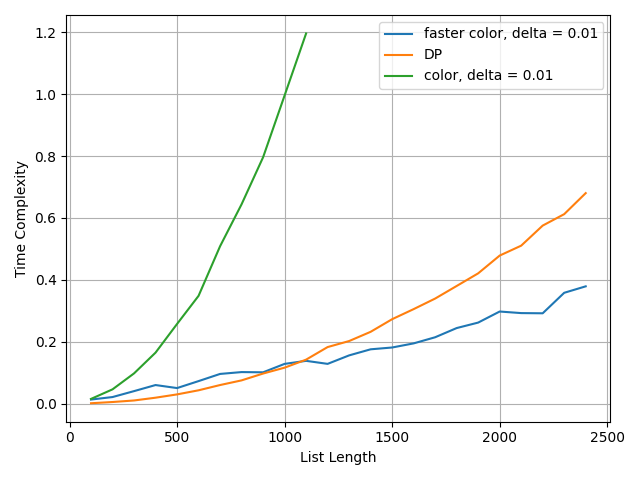 faster color, delta = 0.01
DP
color, delta = 0.01
Time Complexity
1.2
1.0
0.8
0.6
0.4
0.2
0.0
0 500 1000 1500 2000 2500
List Length